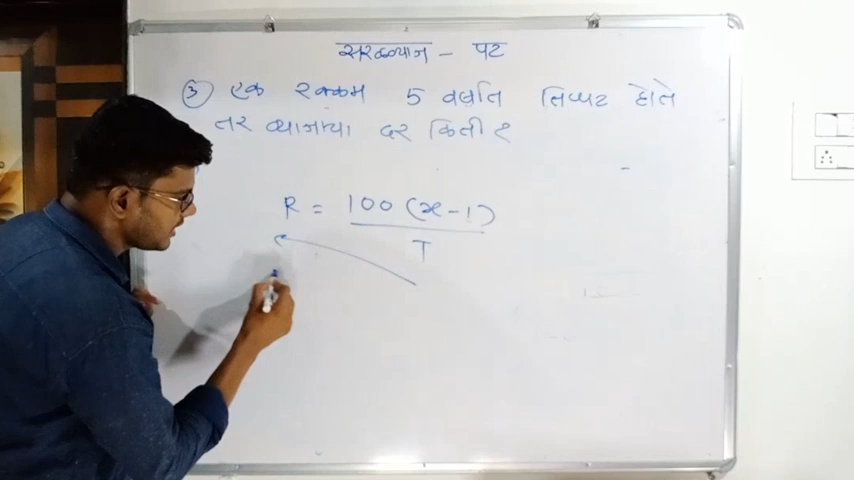 सरळव्याज - पट
③ एक रक्कम 5 वर्षात तिप्पट होते
तर व्याजाचा दर किती ?
R = 100 (x-1)
T